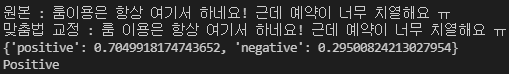 원본 : 룸이용은 항상 여기서 하네요! 근데 예약이 너무 치열해요 ㅠ
맞춤법 교정 : 룸 이용은 항상 여기서 하네요! 근데 예약이 너무 치열해요 ㅠ
{'positive': 0.7049918174743652, 'negative': 0.29500824213027954}
Positive